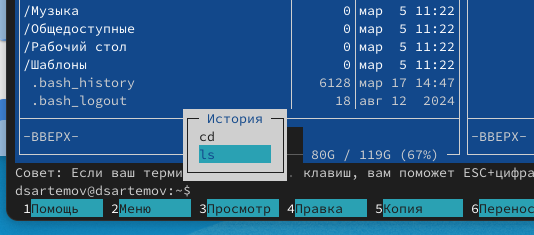 /Музыка 0 мар 5 11:22
/Общедоступные 0 мар 5 11:22
/Рабочий стол 0 мар 5 11:22
/Шаблоны 0 мар 5 11:22
.bash_history 6128 мар 17 14:47
.bash_logout 18 авг 12 2024
История
-ВВЕРХ- cd -ВВЕРХ-
ls
80G / 119G (67%)
Совет: Если ваш терми клавиш, вам поможет ESC+цифра
dsartemov@dsartemov:~$
1Помощь 2Меню 3Просмотр 4Правка 5Копия 6Перенос